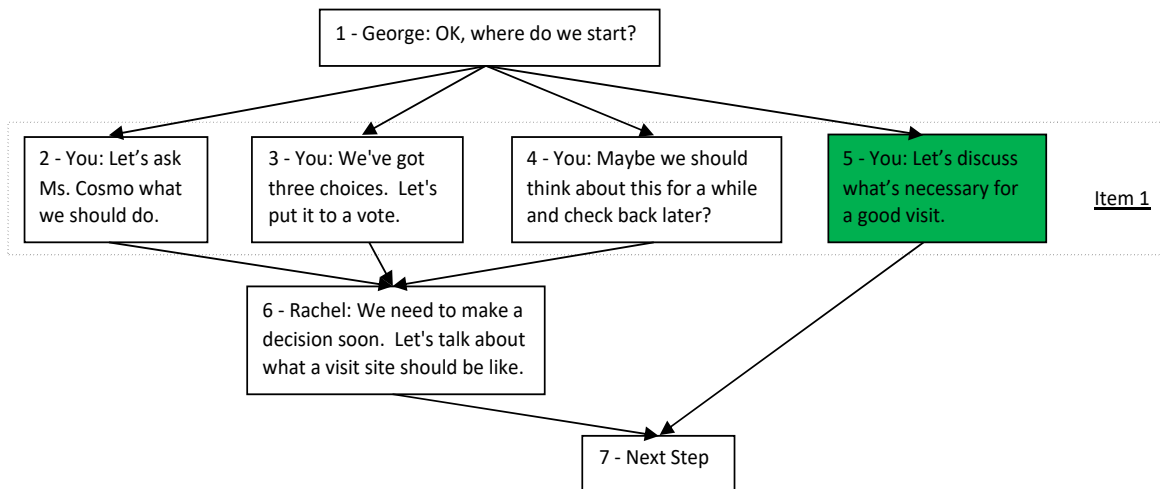 1 - George: OK, where do we start?
2 - You: Let’s ask
Ms. Cosmo what
we should do.
3 - You: We've got
three choices.  Let's
put it to a vote.
4 - You: Maybe we should
think about this for a while
and check back later?
5 - You: Let’s discuss
what’s necessary for
a good visit.
Item 1
6 - Rachel: We need to make a
decision soon.  Let's talk about
what a visit site should be like.
7 - Next Step